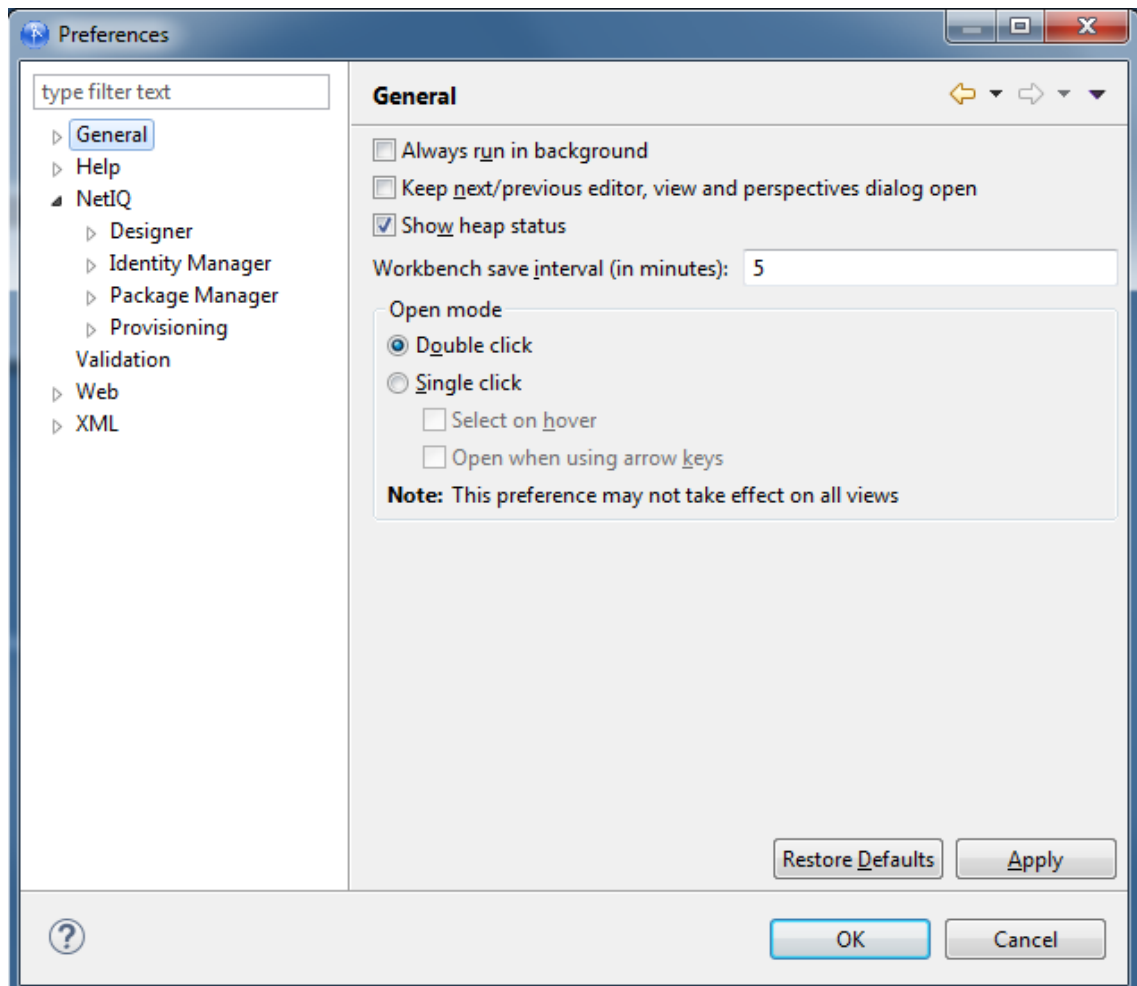 Preferences
type filter text
General
Help
NetIQ
Designer
Identity Manager
Package Manager
Provisioning
Validation
Web
XML
General
Always run in background
Keep next/previous editor, view and perspectives dialog open
Show heap status
Workbench save interval (in minutes): 5
Open mode
Double click
Single click
Select on hover
Open when using arrow keys
Note: This preference may not take effect on all views
Restore Defaults Apply
? OK Cancel